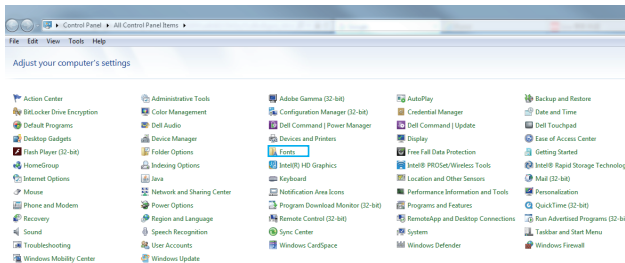 Control Panel ▸ All Control Panel Items ▸
File Edit View Tools Help
Adjust your computer's settings
Action Center Administrative Tools Adobe Gamma (32-bit) AutoPlay Backup and Restore
BitLocker Drive Encryption Color Management Configuration Manager (32-bit) Credential Manager Date and Time
Default Programs Dell Audio Dell Command | Power Manager Dell Command | Update Dell Touchpad
Desktop Gadgets Device Manager Devices and Printers Display Ease of Access Center
Flash Player (32-bit) Folder Options Fonts Free Fall Data Protection Getting Started
HomeGroup Indexing Options Intel(R) HD Graphics Intel® PROSet/Wireless Tools Intel® Rapid Storage Technolog
Internet Options Java Keyboard Location and Other Sensors Mail (32-bit)
Mouse Network and Sharing Center Notification Area Icons Performance Information and Tools Personalization
Phone and Modem Power Options Program Download Monitor (32-bit) Programs and Features QuickTime (32-bit)
Recovery Region and Language Remote Control (32-bit) RemoteApp and Desktop Connections Run Advertised Programs (32-bi
Sound Speech Recognition Sync Center System Taskbar and Start Menu
Troubleshooting User Accounts Windows CardSpace Windows Defender Windows Firewall
Windows Mobility Center Windows Update